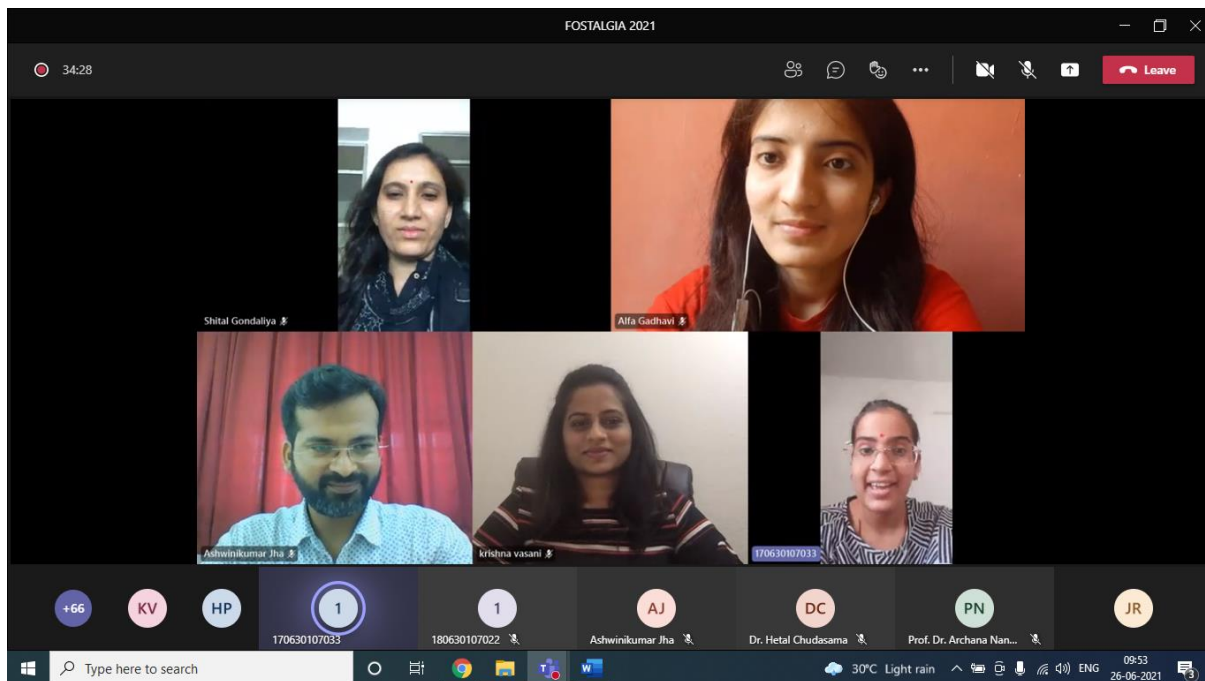 FOSTALGIA 2021
34:28
Leave
Shital Gondaliya
Alfa Gadhavi
Ashwinikumar Jha
krishna vasani
170630107033
+66
KV
HP
1
1
AJ
DC
PN
JR
170630107033
180630107022
Ashwinikumar Jha
Dr. Hetal Chudasama
Prof. Dr. Archana Nan...
Type here to search
30°C Light rain
ENG
09:53
26-06-2021
3